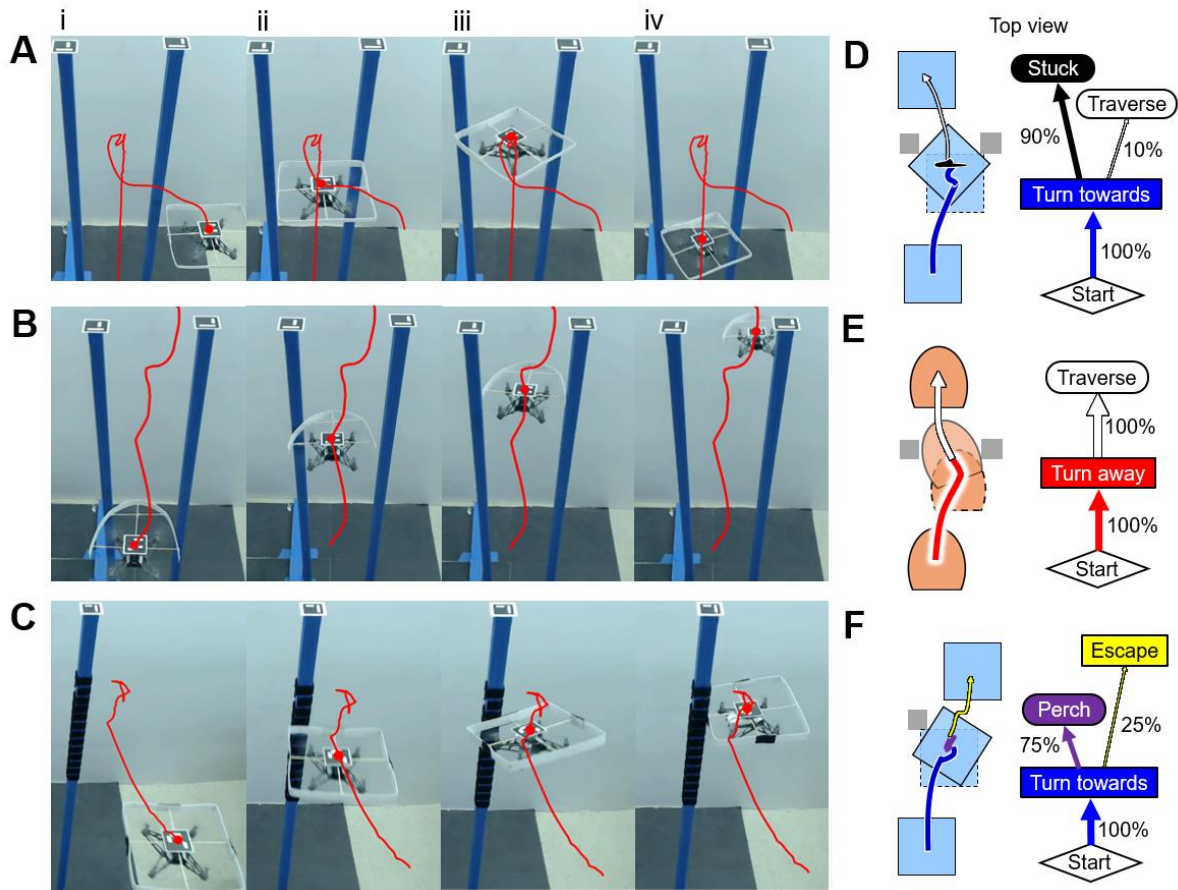 i ii iii iv
A
B
C
Top view
D
Stuck
Traverse
90%
10%
Turn towards
100%
Start
E
Traverse
100%
Turn away
100%
Start
F
Escape
Perch
25%
75%
Turn towards
100%
Start